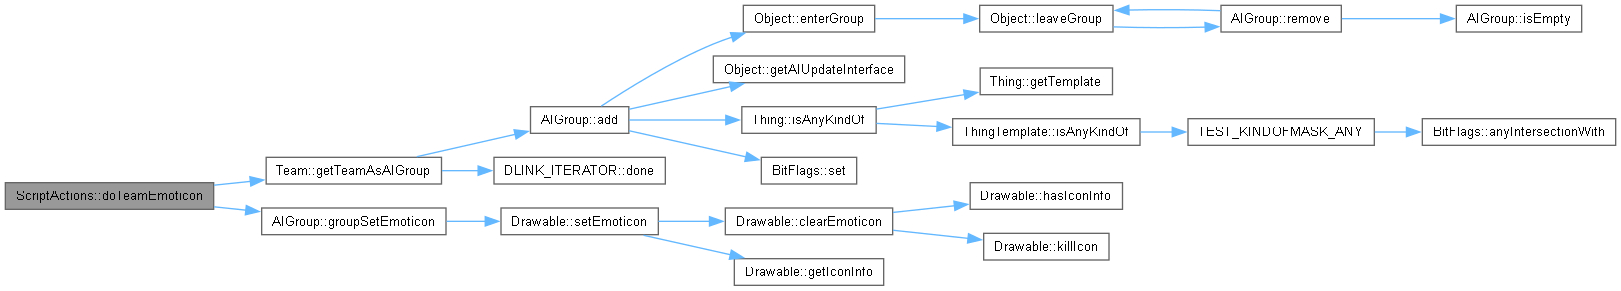 Object::enterGroup
Object::leaveGroup
AIGroup::remove
AIGroup::isEmpty
Object::getAIUpdateInterface
Thing::getTemplate
AIGroup::add
Thing::isAnyKindOf
ThingTemplate::isAnyKindOf
TEST_KINDOFMASK_ANY
BitFlags::anyIntersectionWith
Team::getTeamAsAIGroup
DLINK_ITERATOR::done
BitFlags::set
ScriptActions::doTeamEmoticon
AIGroup::groupSetEmoticon
Drawable::setEmoticon
Drawable::clearEmoticon
Drawable::hasIconInfo
Drawable::killIcon
Drawable::getIconInfo